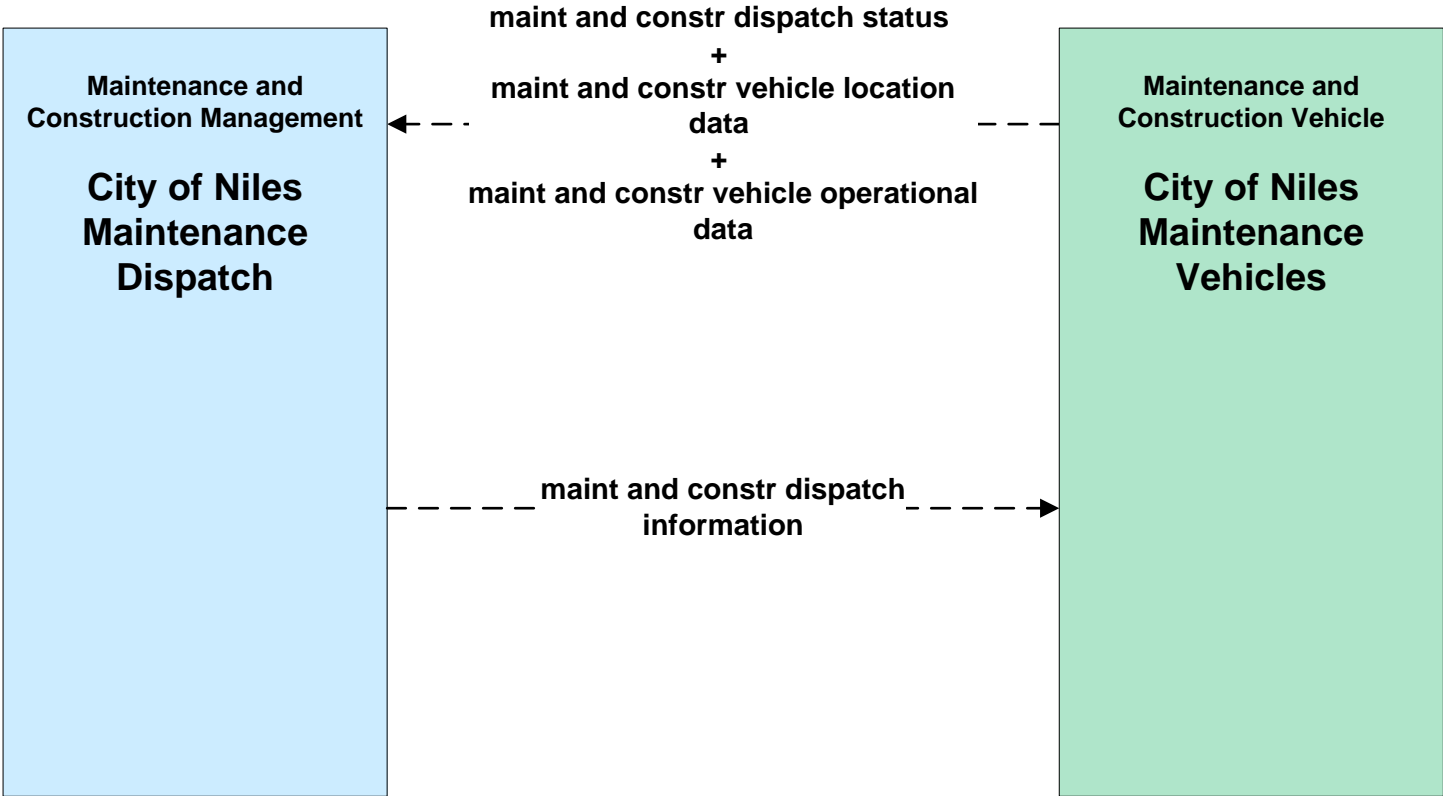 Maintenance and
Construction Management
City of Niles
Maintenance
Dispatch
maint and constr dispatch status
+
maint and constr vehicle location
data
+
maint and constr vehicle operational
data
maint and constr dispatch
information
Maintenance and
Construction Vehicle
City of Niles
Maintenance
Vehicles